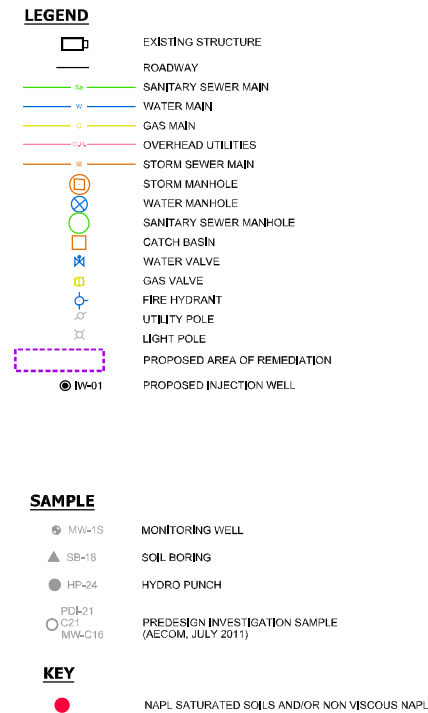 LEGEND
EXISTING STRUCTURE
ROADWAY
Sa SANITARY SEWER MAIN
W WATER MAIN
G GAS MAIN
O/H OVERHEAD UTILITIES
St STORM SEWER MAIN
STORM MANHOLE
WATER MANHOLE
SANITARY SEWER MANHOLE
CATCH BASIN
WATER VALVE
GAS VALVE
FIRE HYDRANT
UTILITY POLE
LIGHT POLE
PROPOSED AREA OF REMEDIATION
IW-01 PROPOSED INJECTION WELL
SAMPLE
MW-1S MONITORING WELL
SB-18 SOIL BORING
HP-24 HYDRO PUNCH
PDI-21
C21 PREDESIGN INVESTIGATION SAMPLE
MW-C16 (AECOM, JULY 2011)
KEY
NAPL SATURATED SOILS AND/OR NON VISCOUS NAPL